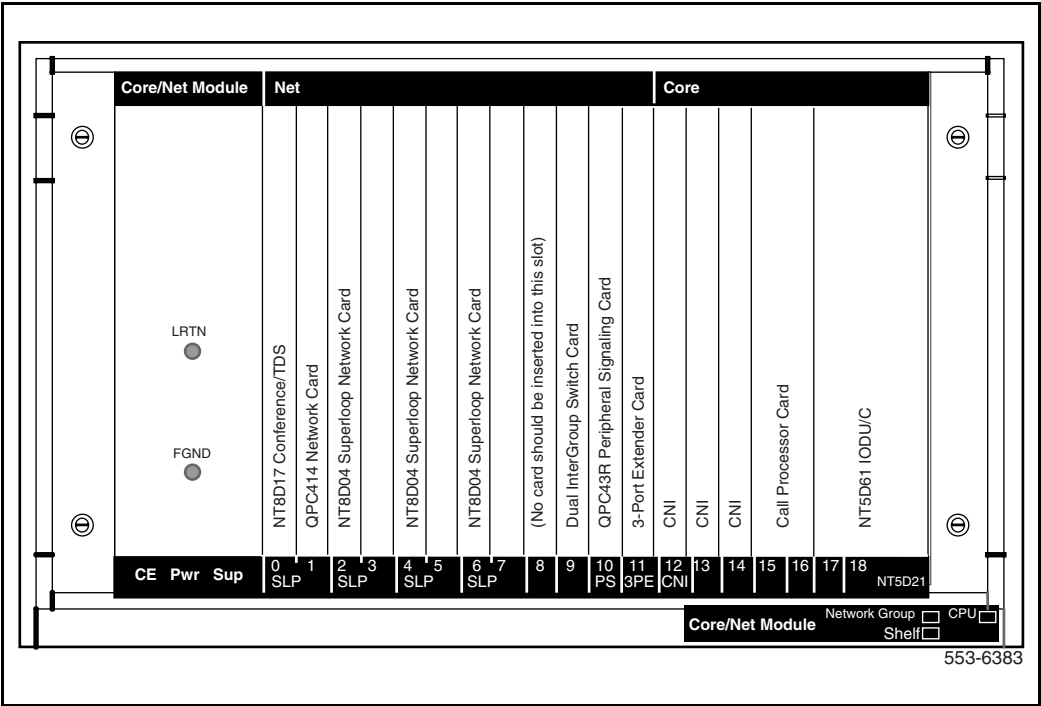 Core/Net Module
Net
Core
LRTN
FGND
NT8D17 Conference/TDS
QPC414 Network Card
NT8D04 Superloop Network Card
NT8D04 Superloop Network Card
NT8D04 Superloop Network Card
(No card should be inserted into this slot)
Dual InterGroup Switch Card
QPC43R Peripheral Signaling Card
3-Port Extender Card
CNI
CNI
CNI
Call Processor Card
NT5D61 IODU/C
CE Pwr Sup
0 1 2 3 4 5 6 7 8 9 10 11 12 13 14 15 16 17 18
SLP SLP SLP SLP PS 3PE CNI NT5D21
Core/Net Module
Network Group
CPU
Shelf
553-6383